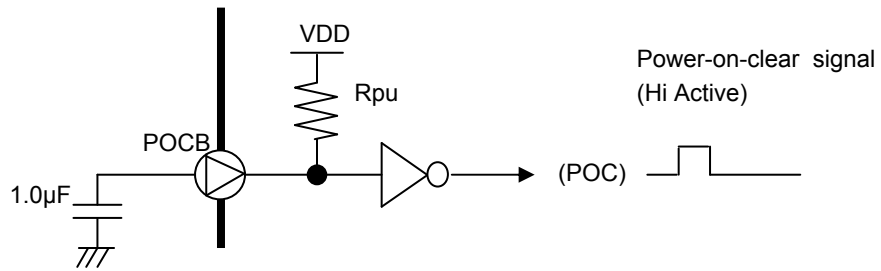 VDD
Power-on-clear signal
(Hi Active)
Rpu
POCB
(POC)
1.0µF